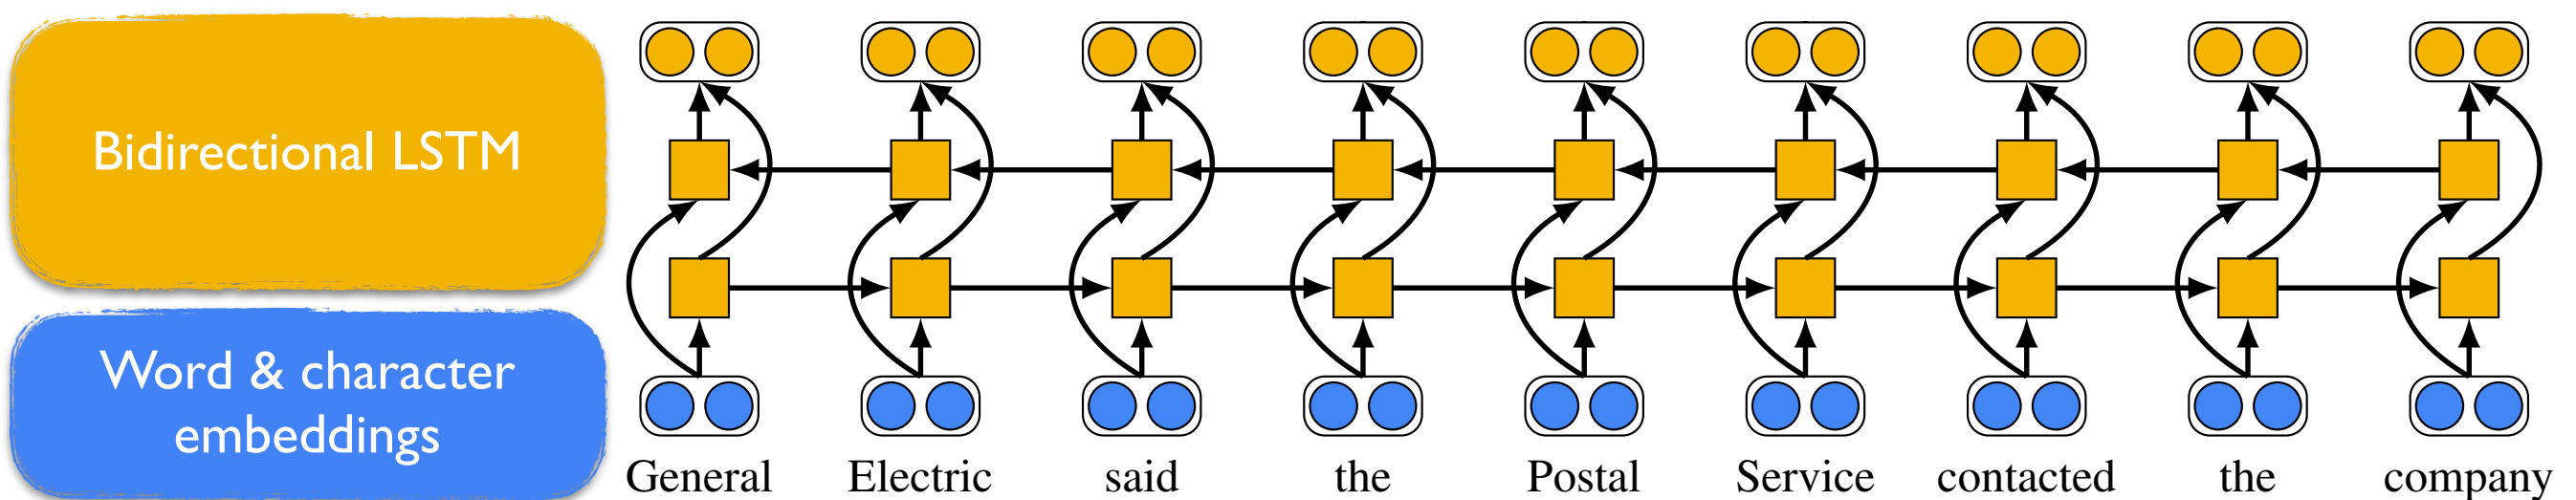 Bidirectional LSTM
Word & character
embeddings
General Electric said the Postal Service contacted the company